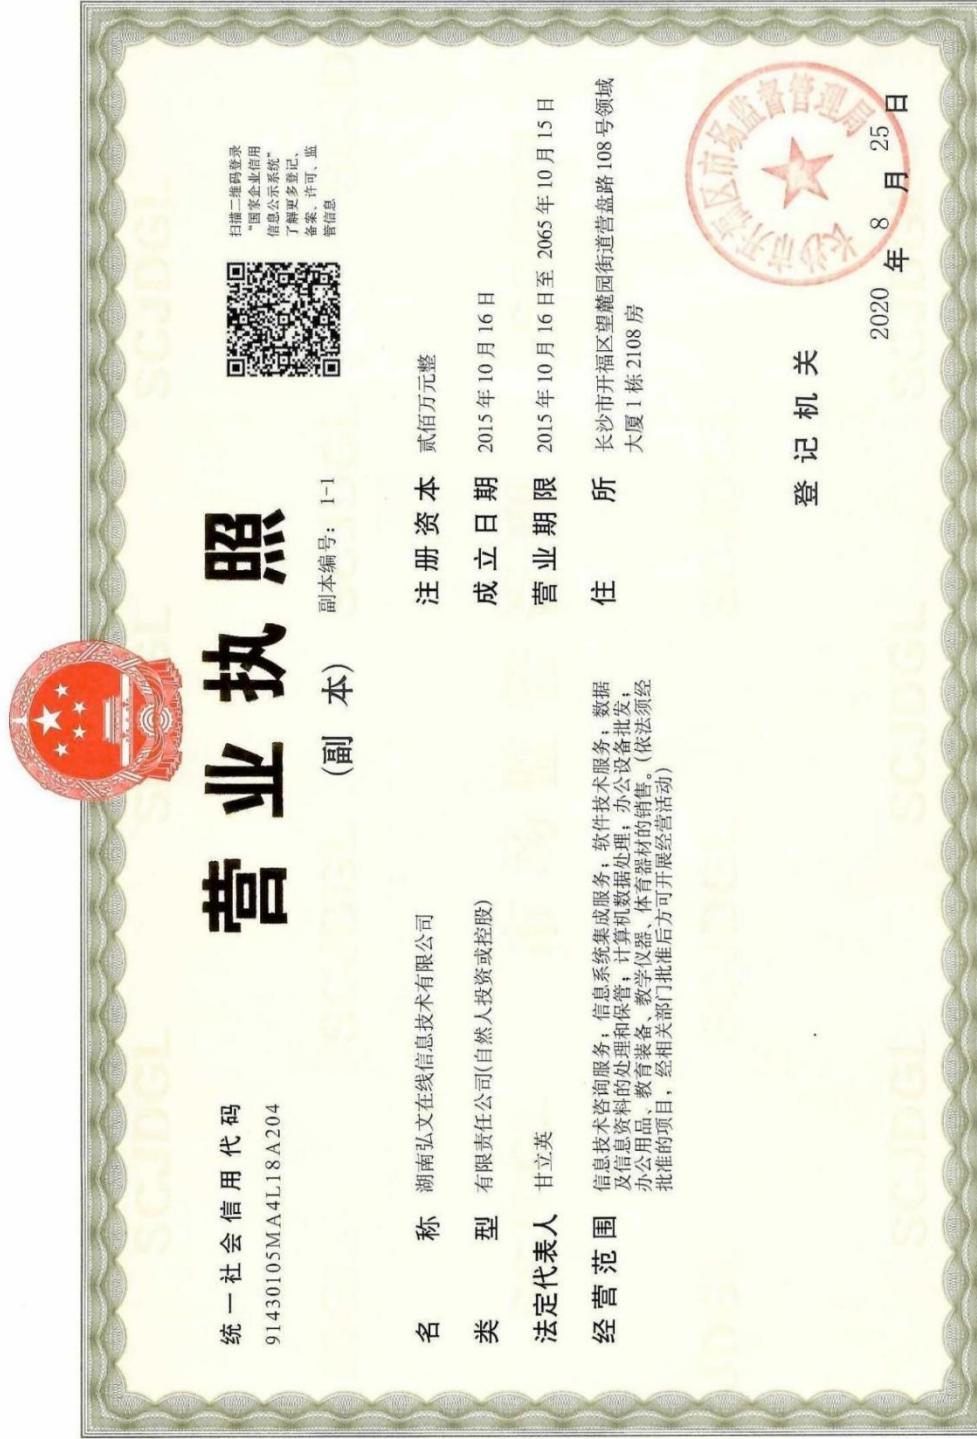 营业执照
(副 本)
副本编号： 1-1
统一社会信用代码
91430105MA4L18A204
扫描二维码登录
“国家企业信用
信息公示系统”
了解更多登记、
备案、许可、监
管信息
名 称 湖南弘文在线信息技术有限公司
类 型 有限责任公司(自然人投资或控股)
法定代表人 甘立英
经营范围 信息技术咨询服务；信息系统集成服务；软件技术服务；数据
及信息资料的处理和保管；计算机数据处理；办公设备批发；
办公用品、教育装备、教学仪器、体育器材的销售。(依法须经
批准的项目，经相关部门批准后方可开展经营活动)
注册资本 贰佰万元整
成立日期 2015年10月16日
营业期限 2015年10月16日至 2065年10月15日
住 所 长沙市开福区望麓园街道营盘路108号领域
大厦1栋2108房
登记机关
长沙市开福区市场监督管理局
2020 年 8 月 25 日
SCJDGL